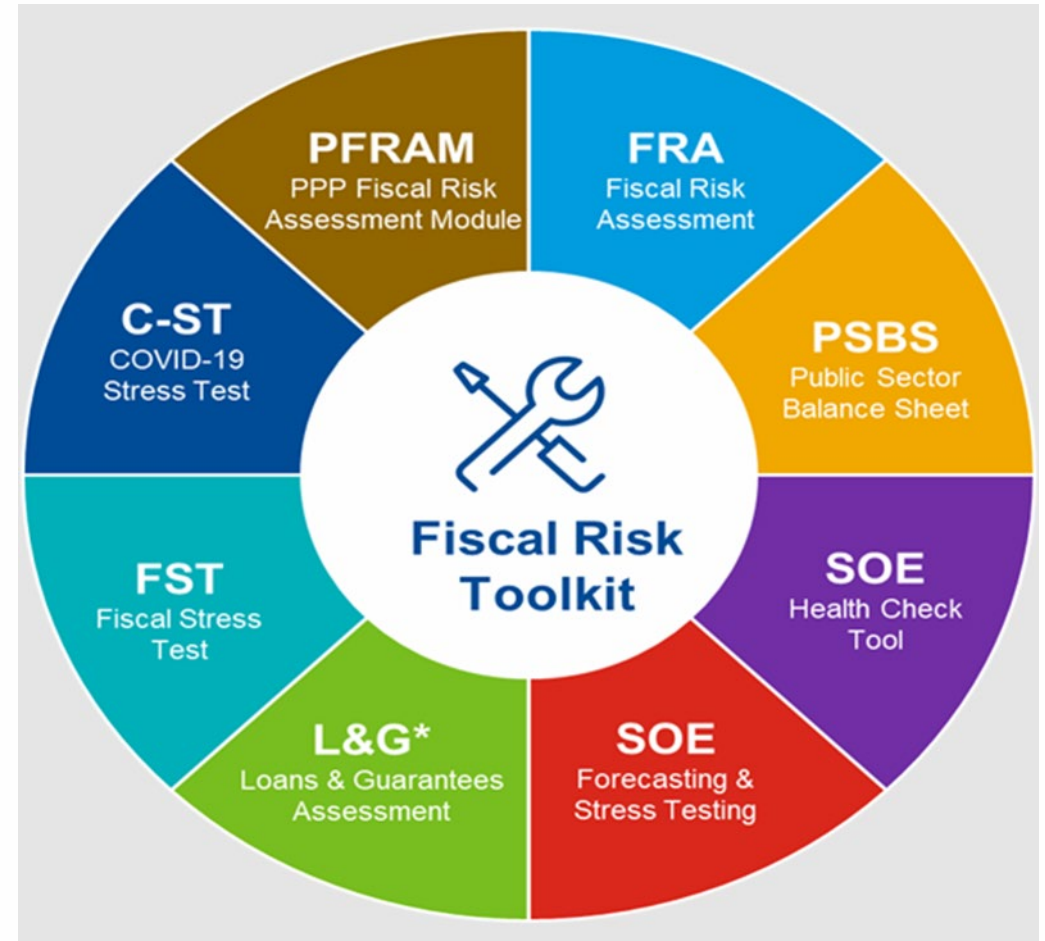 PFRAM
PPP Fiscal Risk
Assessment Module
FRA
Fiscal Risk
Assessment
PSBS
Public Sector
Balance Sheet
SOE
Health Check
Tool
SOE
Forecasting &
Stress Testing
L&G*
Loans & Guarantees
Assessment
FST
Fiscal Stress
Test
C-ST
COVID-19
Stress Test
Fiscal Risk
Toolkit